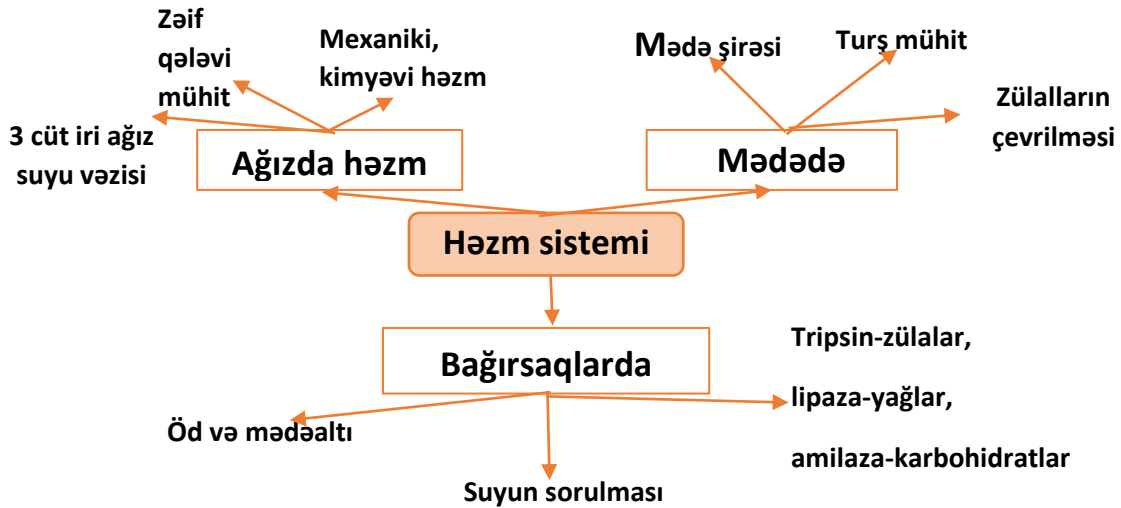 Zəif
qələvi
mühit
Mexaniki,
kimyəvi həzm
Mədə şirəsi
Turş mühit
3 cüt iri ağız
suyu vəzisi
Zülalların
çevrilməsi
Ağızda həzm
Mədədə
Həzm sistemi
Bağırsaqlarda
Tripsin-zülalar,
lipaza-yağlar,
amilaza-karbohidratlar
Öd və mədəaltı
Suyun sorulması